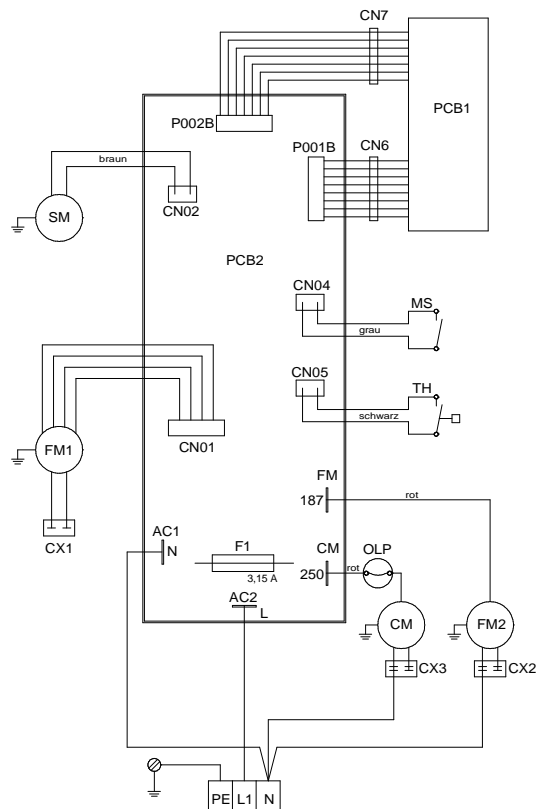 CN7
PCB1
P002B
P001B
CN6
braun
CN02
SM
PCB2
CN04
MS
grau
CN05
TH
schwarz
CN01
FM1
FM
187
rot
CX1
AC1
N
F1
3,15 A
CM
250
rot
OLP
AC2
L
CM
FM2
CX3
CX2
PE
L1
N